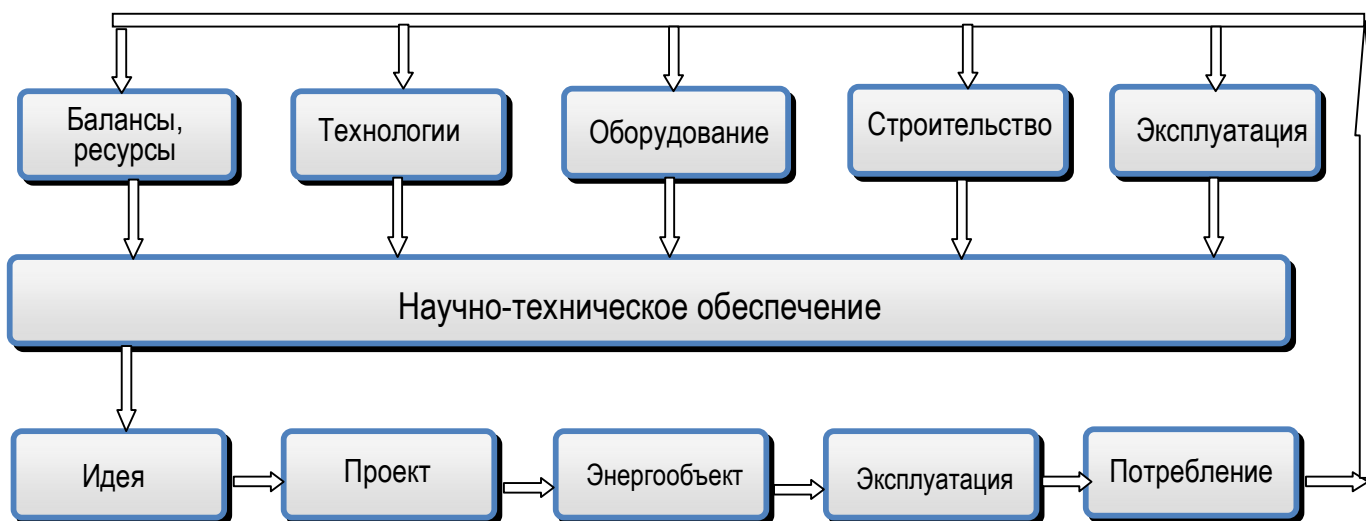 Балансы,
ресурсы
Технологии
Оборудование
Строительство
Эксплуатация
Научно-техническое обеспечение
Идея
Проект
Энергообъект
Эксплуатация
Потребление